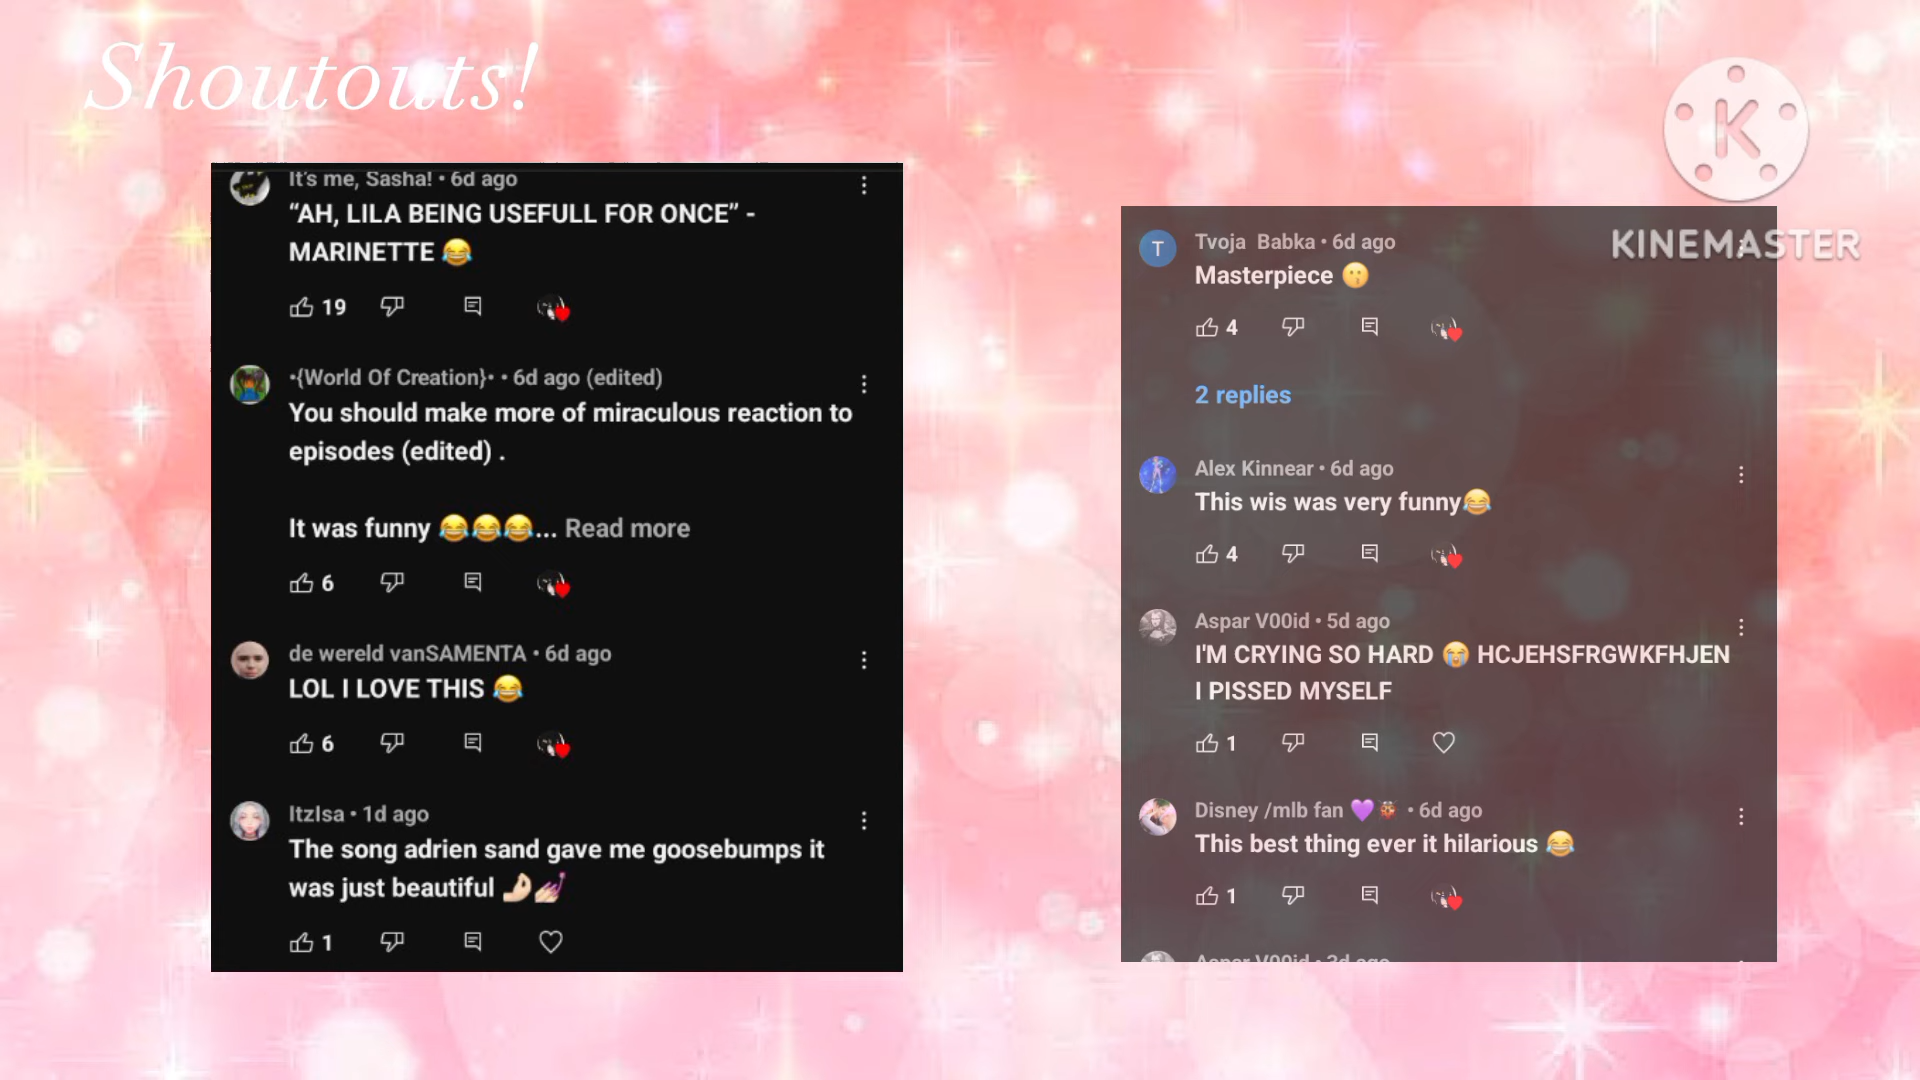 Shoutouts!
It's me, Sasha! • 6d ago
“AH, LILA BEING USEFULL FOR ONCE” -
MARINETTE 😂
19
•{World Of Creation}• • 6d ago (edited)
You should make more of miraculous reaction to
episodes (edited) .
It was funny 😂😂😂... Read more
6
de wereld vanSAMENTA • 6d ago
LOL I LOVE THIS 😂
6
ItzIsa • 1d ago
The song adrien sand gave me goosebumps it
was just beautiful 🤌🏻💅🏻
1
K
KINEMASTER
T
Tvoja Babka • 6d ago
Masterpiece 😗
4
2 replies
Alex Kinnear • 6d ago
This wis was very funny😂
4
Aspar V00id • 5d ago
I'M CRYING SO HARD 😭 HCJEHSFRGWKFHJEN
I PISSED MYSELF
1
Disney /mlb fan 💜🐞 • 6d ago
This best thing ever it hilarious 😂
1
Aspar V00id •